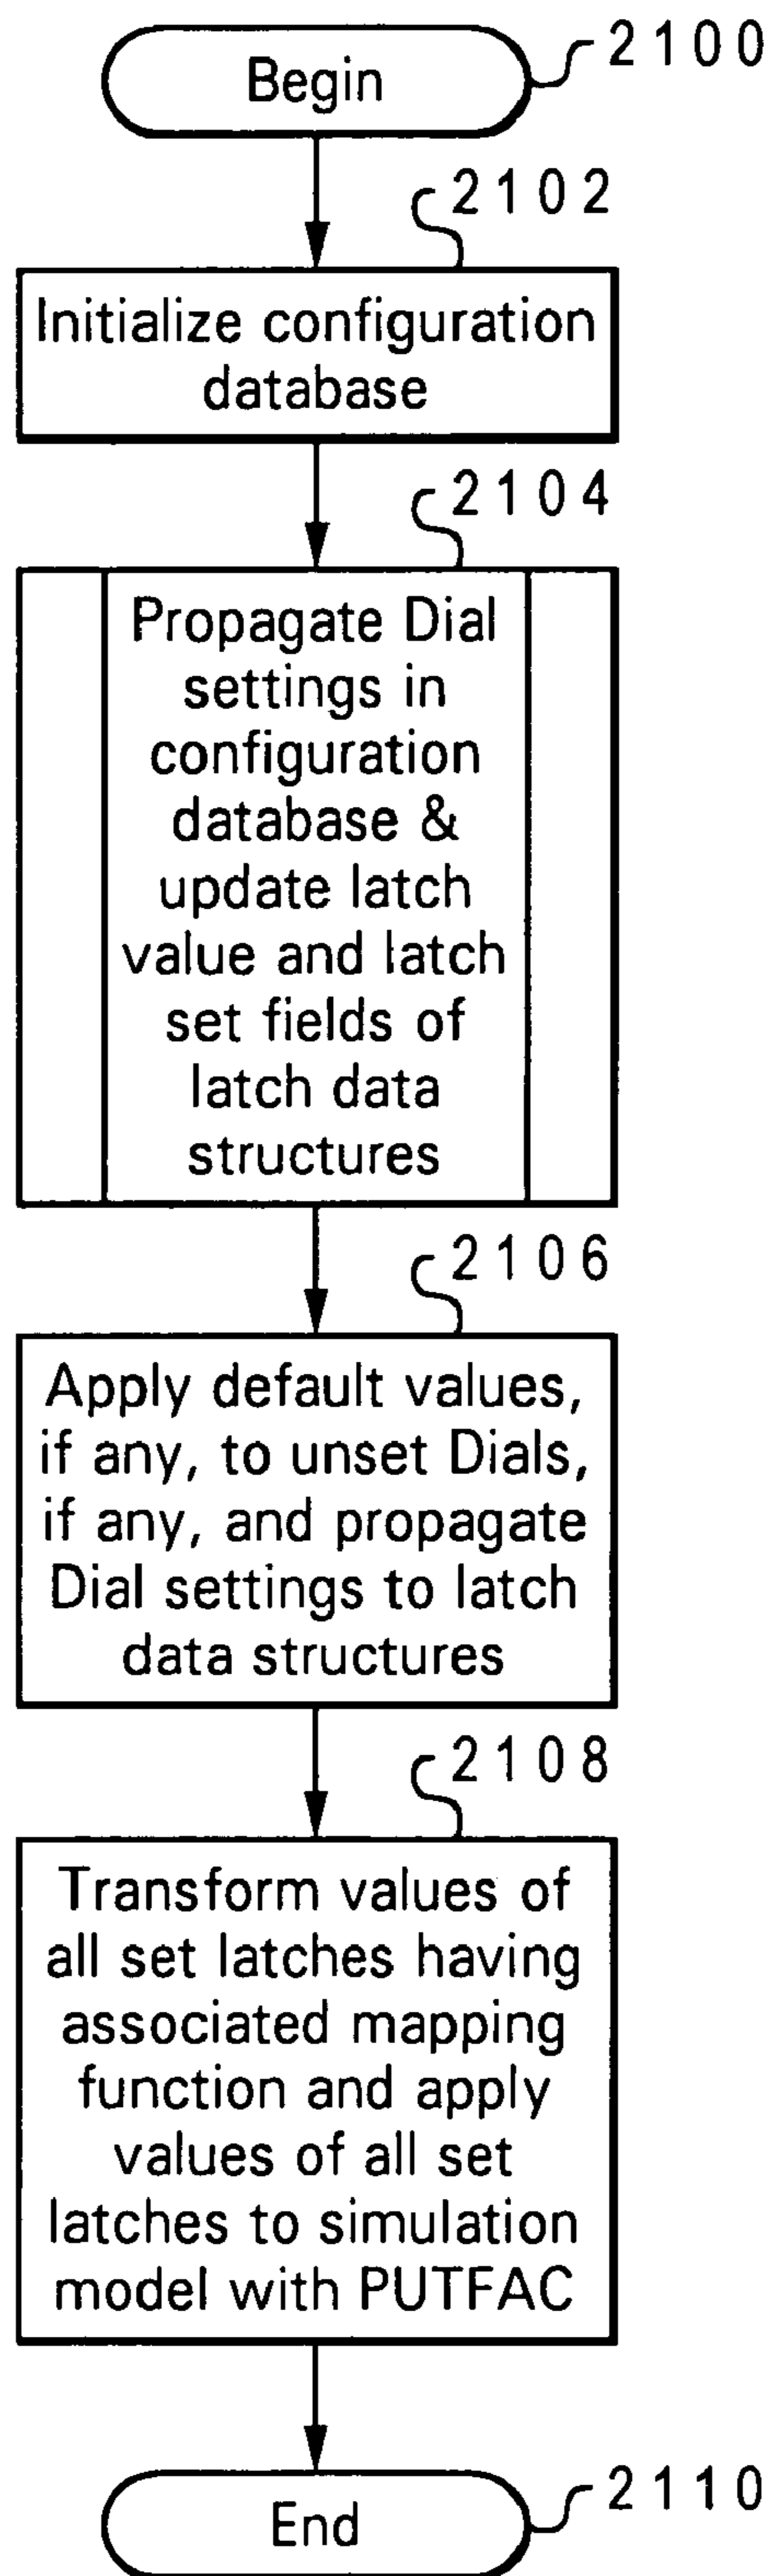 Begin
2100
2102
Initialize configuration
database
2104
Propagate Dial
settings in
configuration
database &
update latch
value and latch
set fields of
latch data
structures
2106
Apply default values,
if any, to unset Dials,
if any, and propagate
Dial settings to latch
data structures
2108
Transform values of
all set latches having
associated mapping
function and apply
values of all set
latches to simulation
model with PUTFAC
End
2110